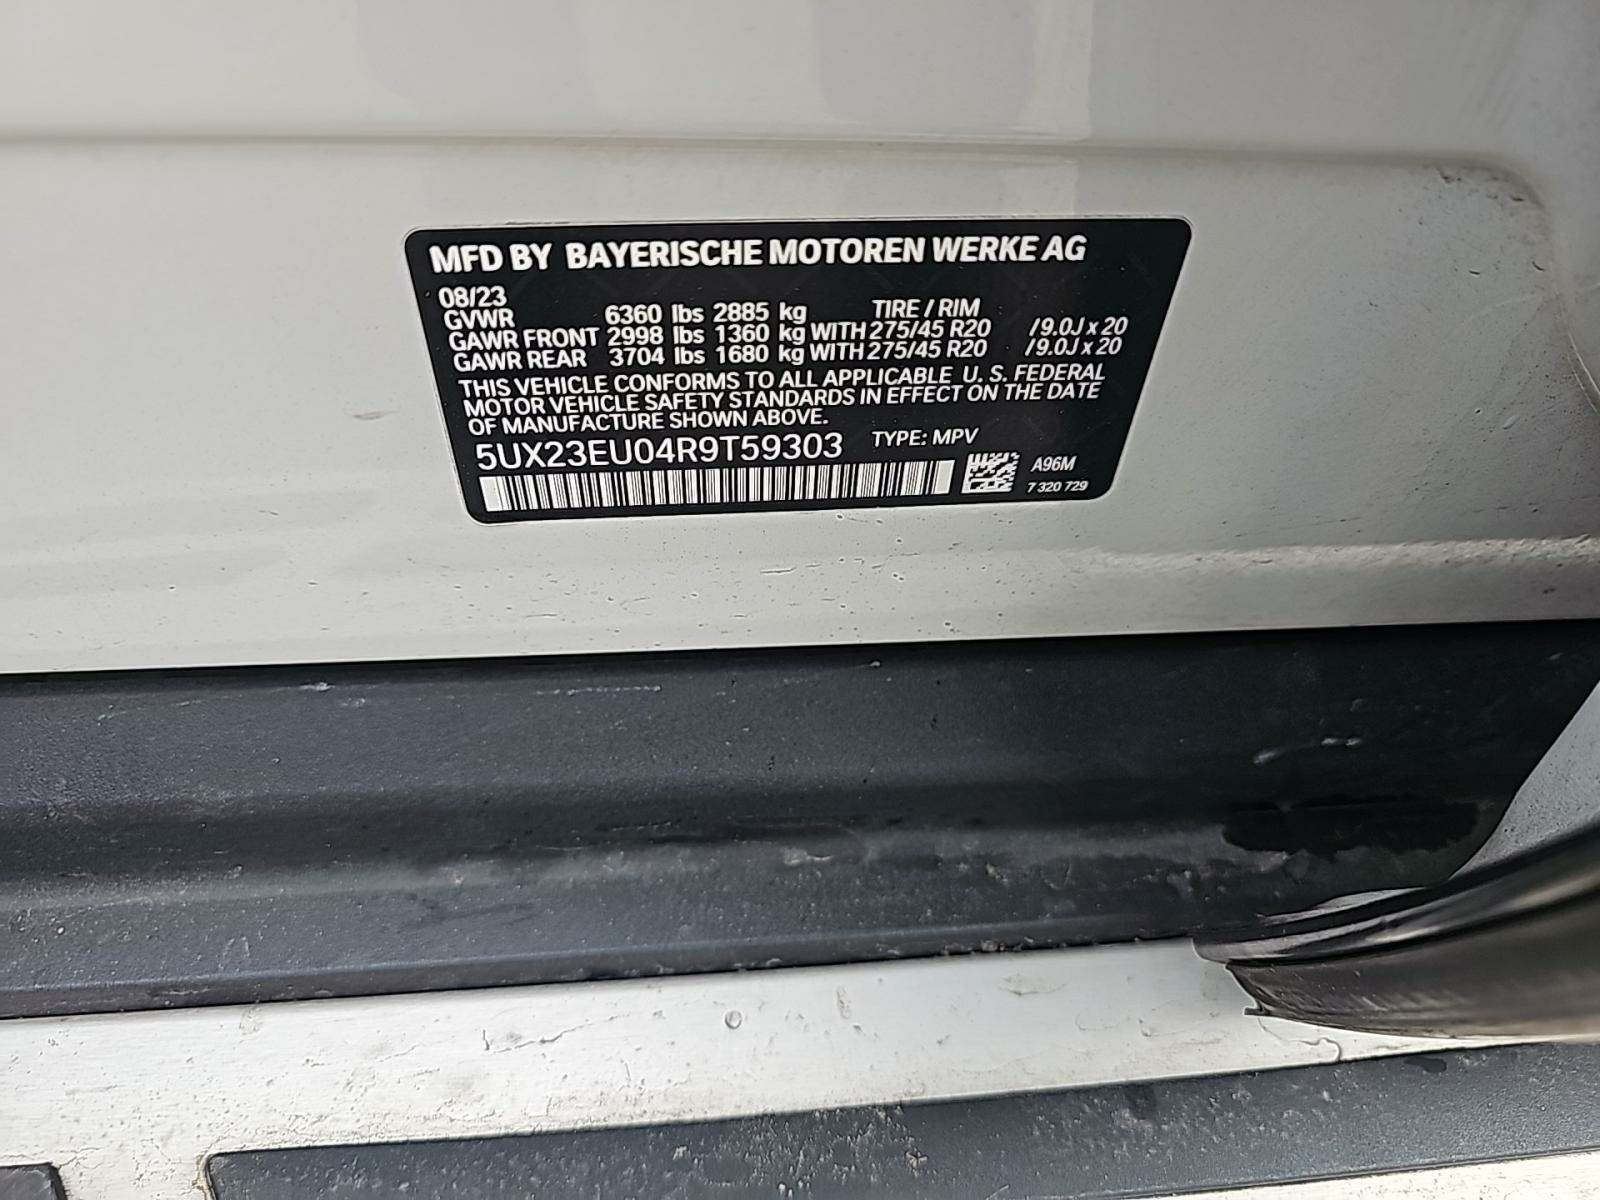 MFD BY BAYERISCHE MOTOREN WERKE AG
08/23
GVWR 6360 lbs 2885 kg TIRE / RIM
GAWR FRONT 2998 lbs 1360 kg WITH 275/45 R20 /9.0J x 20
GAWR REAR 3704 lbs 1680 kg WITH 275/45 R20 /9.0J x 20
THIS VEHICLE CONFORMS TO ALL APPLICABLE U. S. FEDERAL
MOTOR VEHICLE SAFETY STANDARDS IN EFFECT ON THE DATE
OF MANUFACTURE SHOWN ABOVE.
5UX23EU04R9T59303 TYPE: MPV
A96M
7 320 729